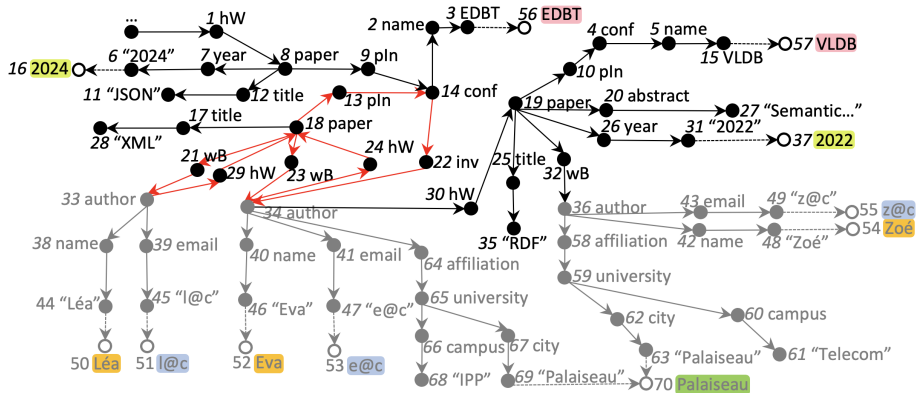 ... 1 hW
2 name 3 EDBT 56 EDBT
4 conf 5 name
15 VLDB 57 VLDB
16 2024 6 "2024" 7 year 8 paper 9 pIn
10 pIn
11 "JSON" 12 title
13 pIn 14 conf
19 paper 20 abstract
27 "Semantic..."
17 title 18 paper
28 "XML"
26 year 31 "2022" 37 2022
21 wB 24 hW 22 inv
29 hW 23 wB
25 title 32 wB
33 author 34 author 30 hW
35 "RDF"
36 author 43 email 49 "z@c" 55 z@c
42 name 48 "Zoé" 54 Zoé
38 name 39 email 40 name 41 email
64 affiliation
58 affiliation
59 university
44 "Léa" 45 "l@c" 46 "Eva" 47 "e@c"
65 university
62 city 60 campus
66 campus 67 city
63 "Palaiseau" 61 "Telecom"
50 Léa 51 l@c 52 Eva 53 e@c
68 "IPP" 69 "Palaiseau" 70 Palaiseau